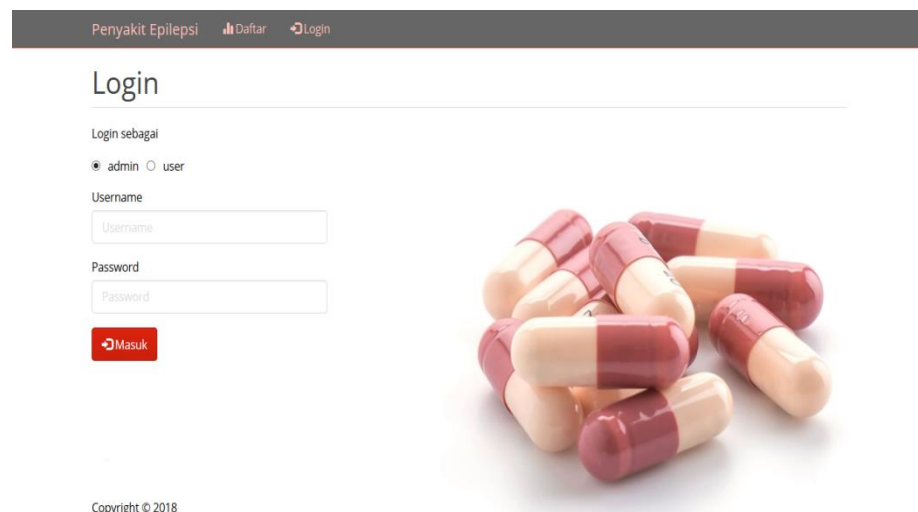 Penyakit Epilepsi Daftar Login
Login
Login sebagai
admin user
Username
Username
Password
Password
Masuk
Copyright © 2018